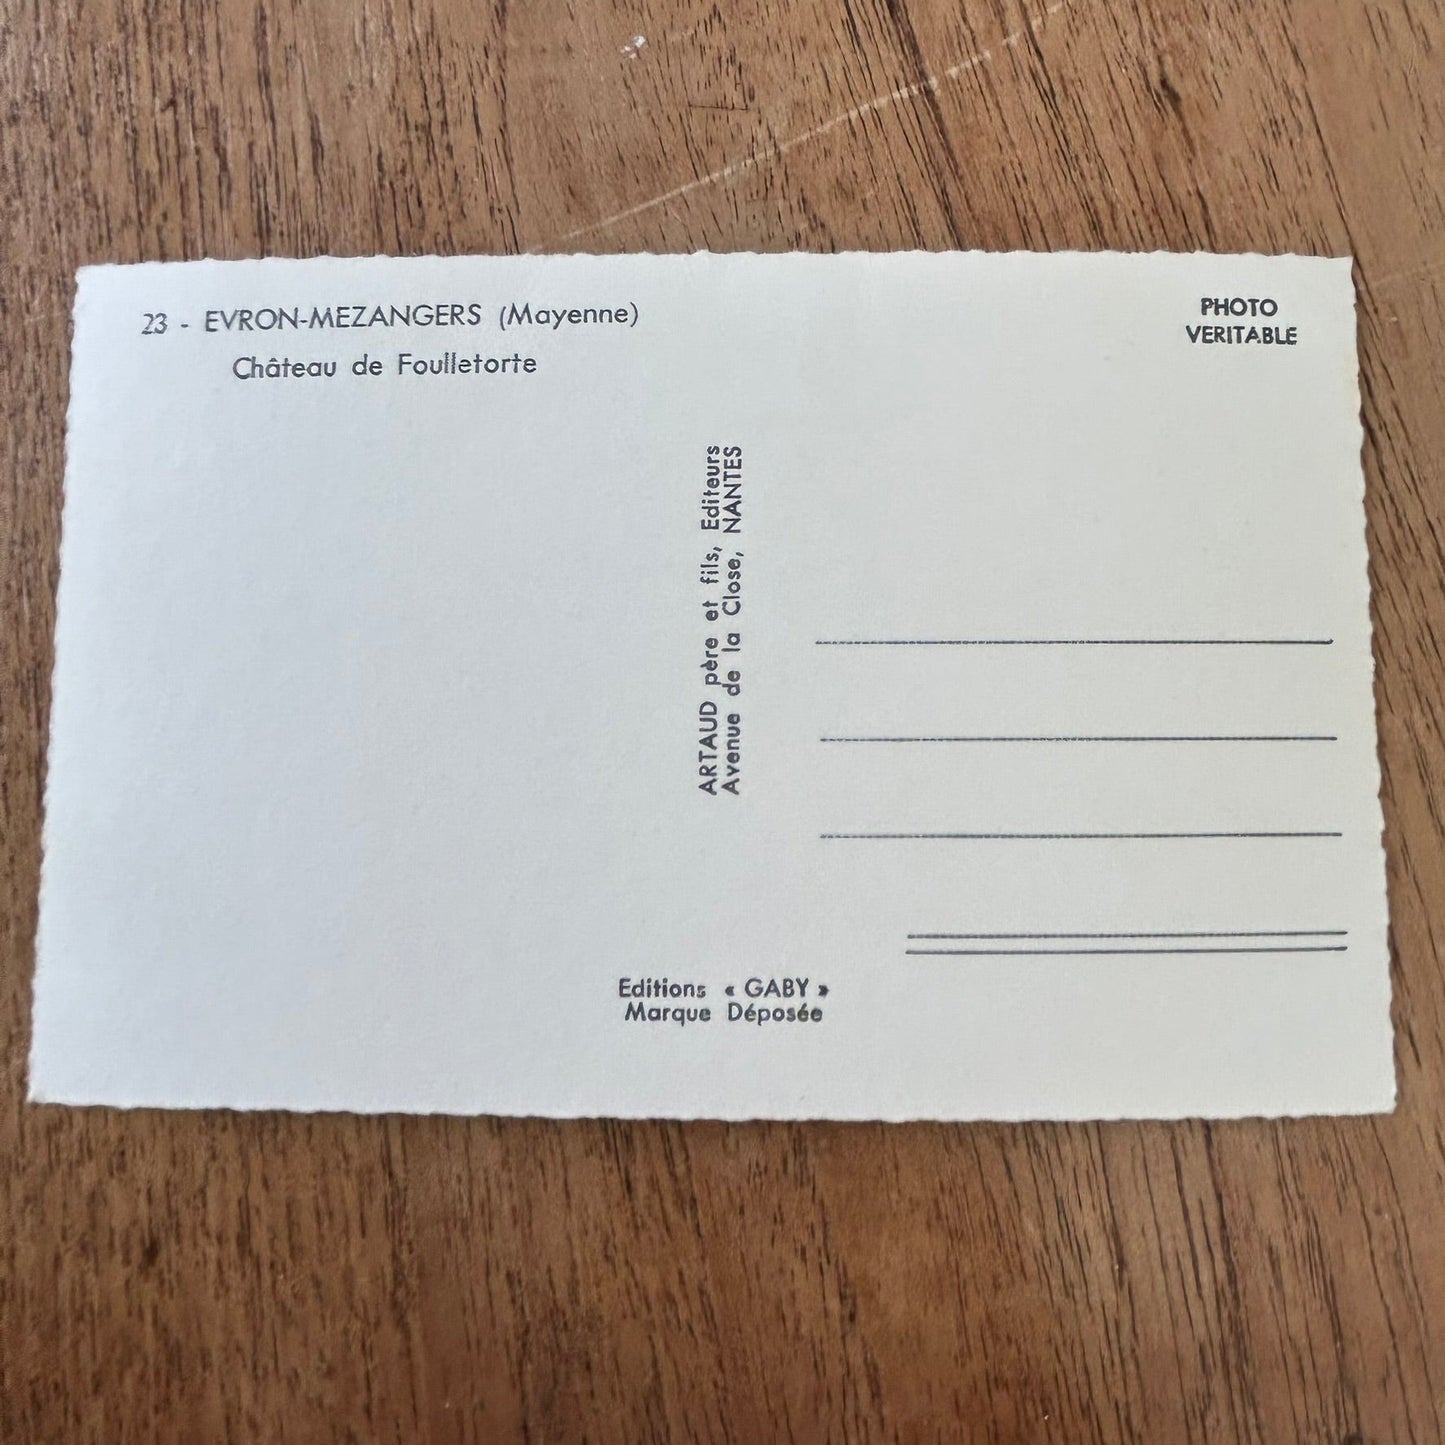 23 - EVRON-MEZANGERS (Mayenne)
Château de Foulletorte
PHOTO
VERITABLE
ARTAUD père et fils, Editeurs
Avenue de la Close, NANTES
Editions « GABY »
Marque Déposée